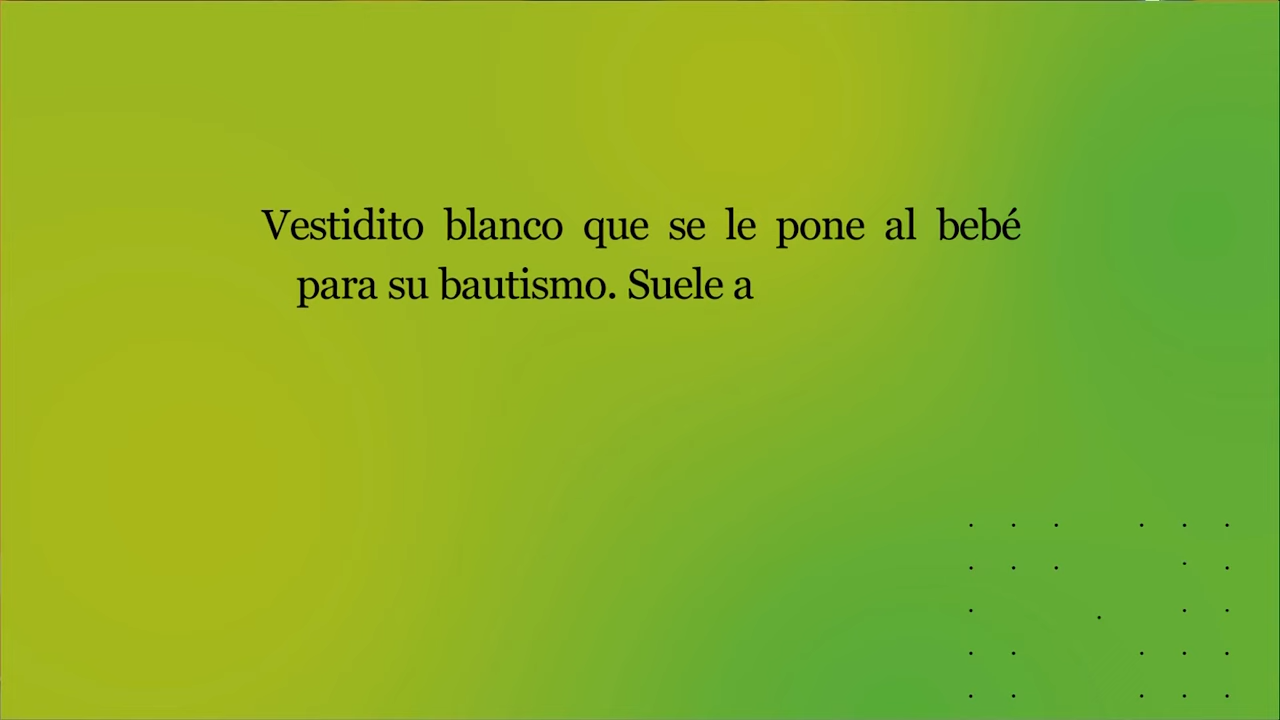 Vestidito blanco que se le pone al bebé
para su bautismo. Suele a